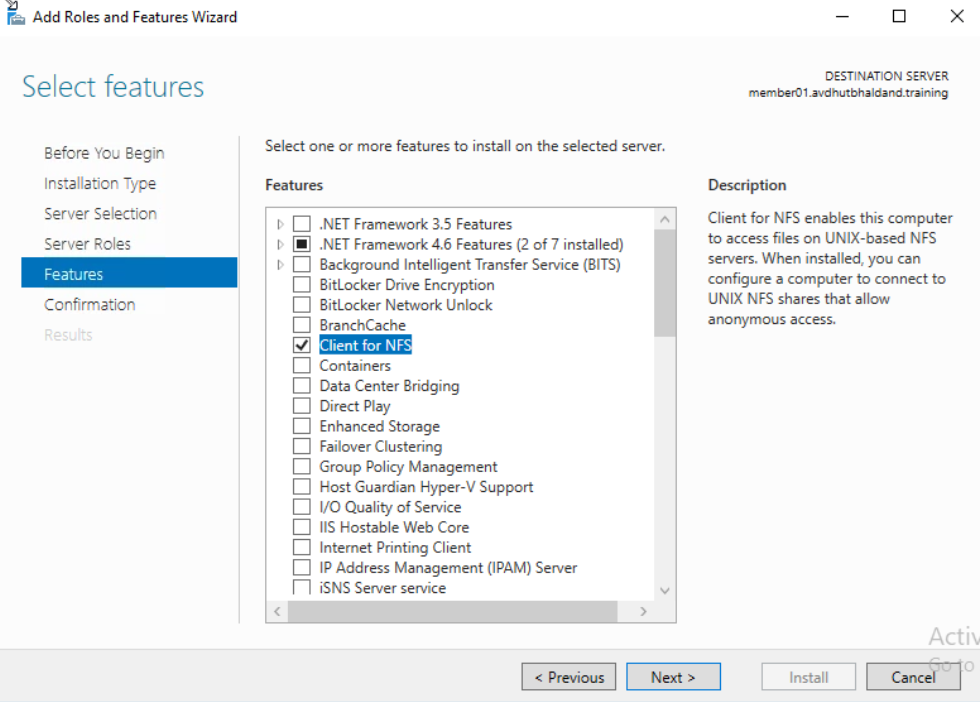 Add Roles and Features Wizard
Select features
DESTINATION SERVER
member01.avdhutbhaldand.training
Before You Begin
Installation Type
Server Selection
Server Roles
Features
Confirmation
Results
Select one or more features to install on the selected server.
Features
.NET Framework 3.5 Features
.NET Framework 4.6 Features (2 of 7 installed)
Background Intelligent Transfer Service (BITS)
BitLocker Drive Encryption
BitLocker Network Unlock
BranchCache
Client for NFS
Containers
Data Center Bridging
Direct Play
Enhanced Storage
Failover Clustering
Group Policy Management
Host Guardian Hyper-V Support
I/O Quality of Service
IIS Hostable Web Core
Internet Printing Client
IP Address Management (IPAM) Server
iSNS Server service
Description
Client for NFS enables this computer
to access files on UNIX-based NFS
servers. When installed, you can
configure a computer to connect to
UNIX NFS shares that allow
anonymous access.
Activ
Go to
< Previous
Next >
Install
Cancel